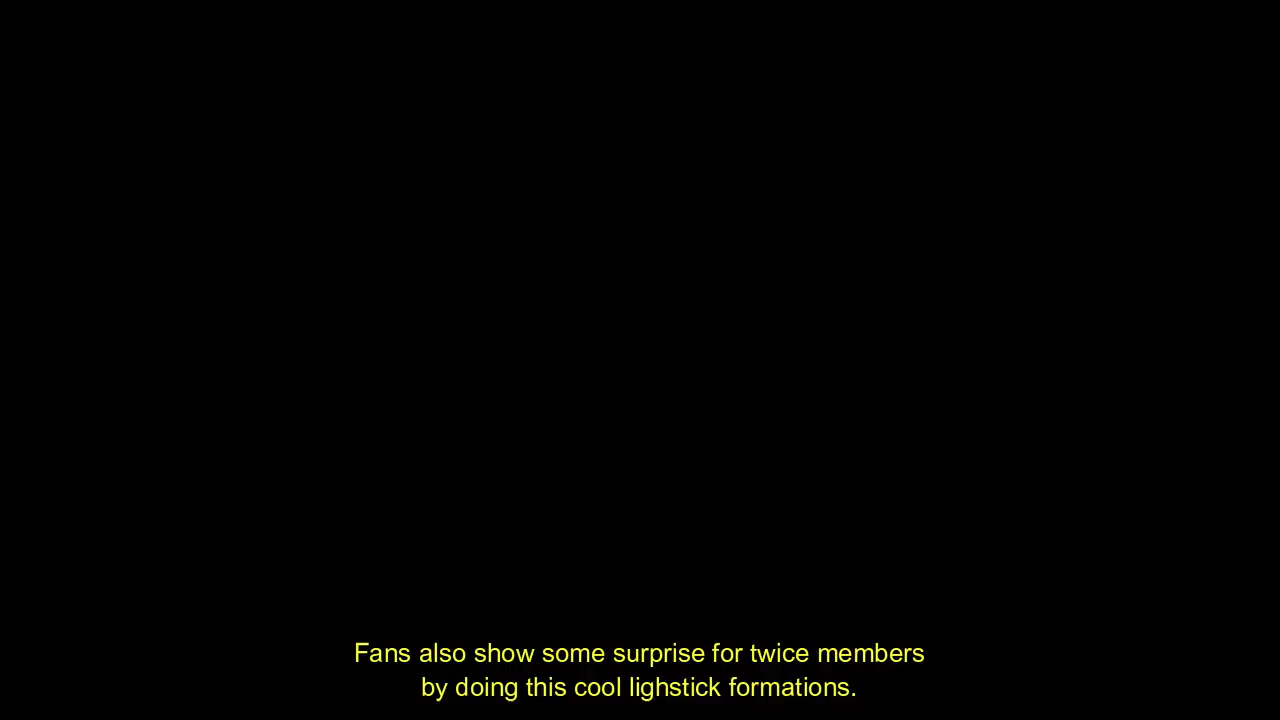 Fans also show some surprise for twice members
by doing this cool lighstick formations.